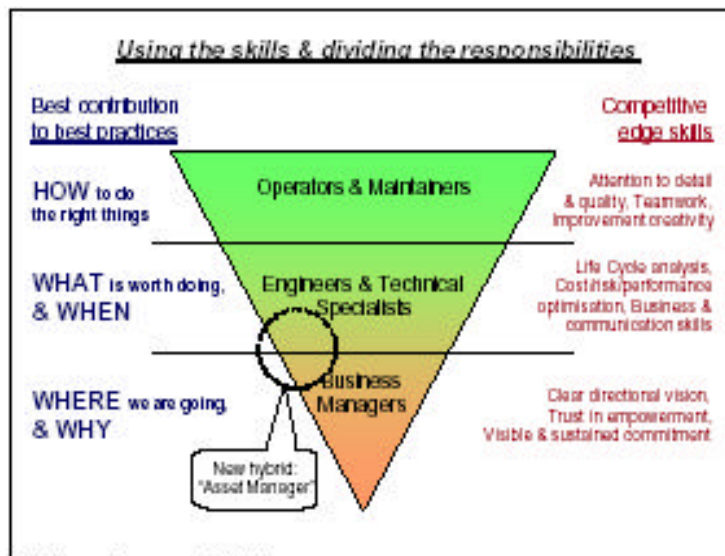 Using the skills & dividing the responsibilities
Best contribution
to best practices
Competitive
edge skills
HOW to do
the right things
Operators & Maintainers
Attention to detail
& quality, Teamwork,
Improvement creativity
WHAT is worth doing,
& WHEN
Engineers & Technical
Specialists
Life Cycle analysis,
Cost/risk/performance
optimisation, Business &
communication skills
WHERE we are going,
& WHY
Business
Managers
Clear directional vision,
Trust in empowerment,
Visible & sustained commitment
New hybrid:
"Asset Manager"